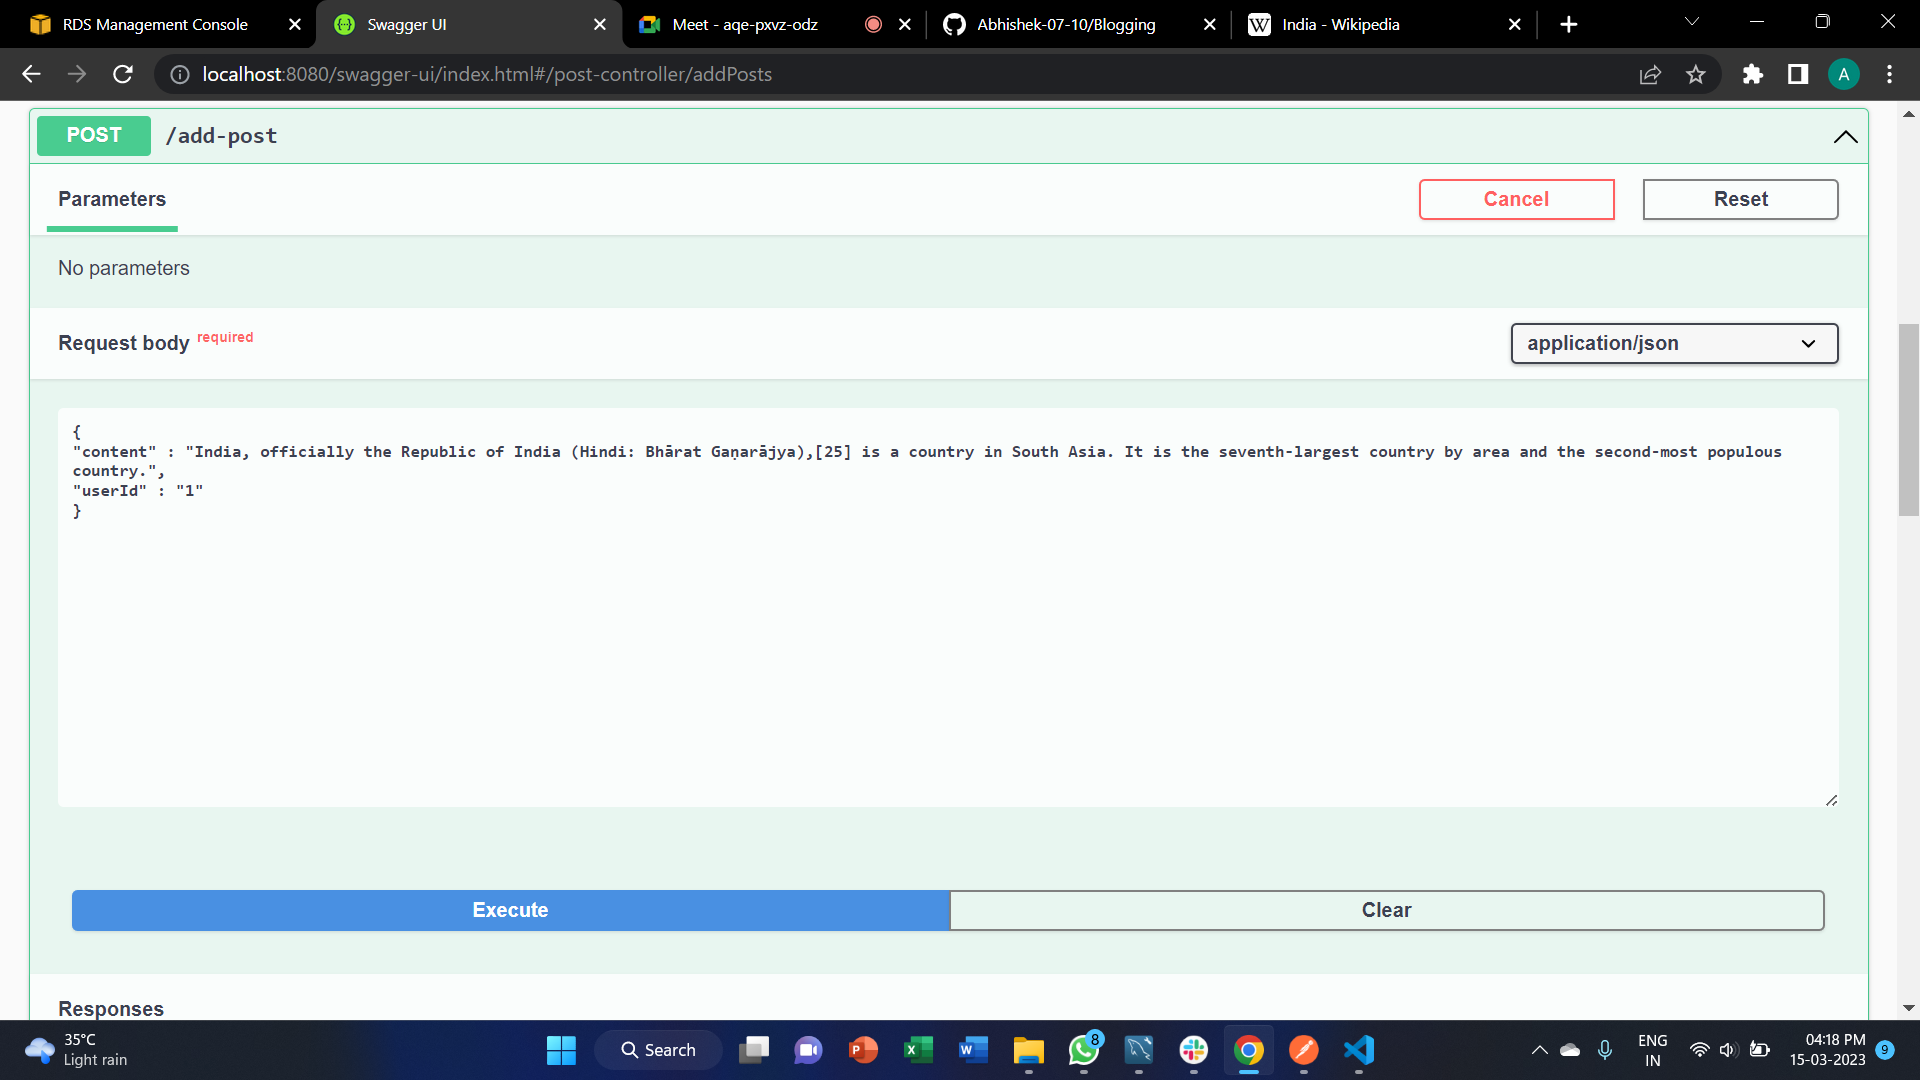 RDS Management Console
Swagger UI
Meet - aqe-pxvz-odz
Abhishek-07-10/Blogging
India - Wikipedia
localhost:8080/swagger-ui/index.html#/post-controller/addPosts
A
POST /add-post
Parameters
Cancel
Reset
No parameters
Request body required
application/json
{
"content" : "India, officially the Republic of India (Hindi: Bhārat Gaṇarājya),[25] is a country in South Asia. It is the seventh-largest country by area and the second-most populous
country.",
"userId" : "1"
}
Execute
Clear
Responses
35°C
Light rain
Search
8
ENG
IN
04:18 PM
15-03-2023
9